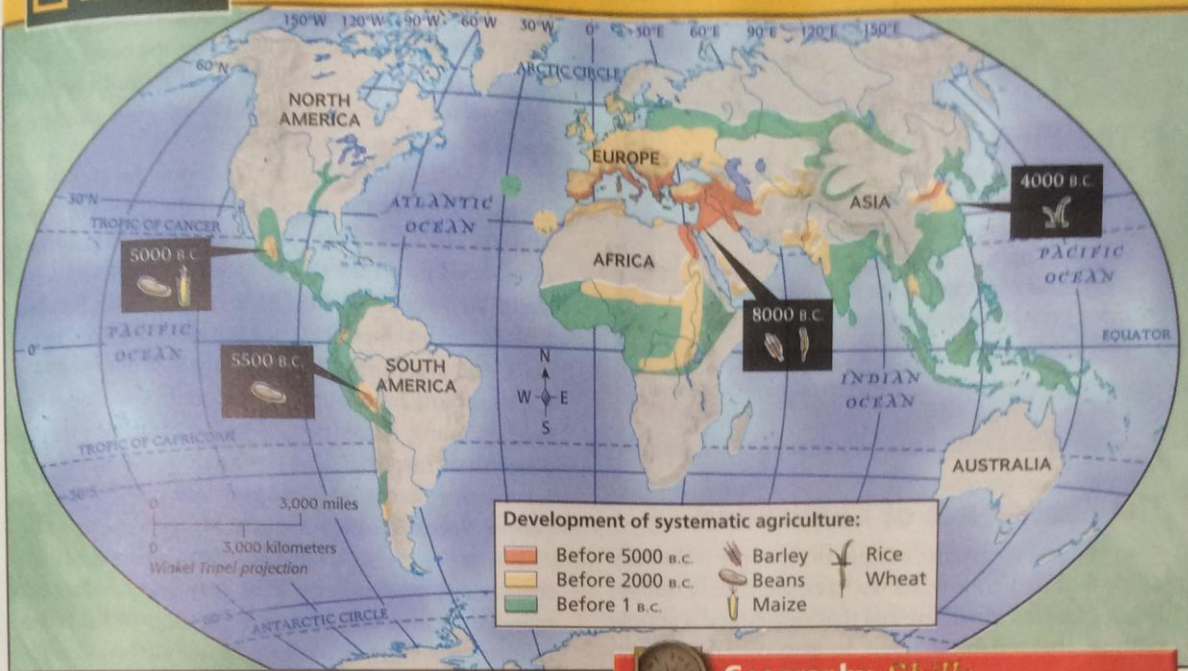 150°W 120°W 90°W 60°W 30°W 0° 30°E 60°E 90°E 120°E 150°E
60°N
ARCTIC CIRCLE
NORTH
AMERICA
EUROPE
ASIA
4000 B.C.
30°N
TROPIC OF CANCER
ATLANTIC
OCEAN
5000 B.C.
AFRICA
PACIFIC
OCEAN
8000 B.C.
PACIFIC
OCEAN
0°
EQUATOR
5500 B.C.
SOUTH
AMERICA
N
W E
S
INDIAN
OCEAN
TROPIC OF CAPRICORN
AUSTRALIA
30°S
0 3,000 miles
0 3,000 kilometers
Winkel Tripel projection
Development of systematic agriculture:
Before 5000 B.C. Barley Rice
Before 2000 B.C. Beans Wheat
Before 1 B.C. Maize
60°S
ANTARCTIC CIRCLE